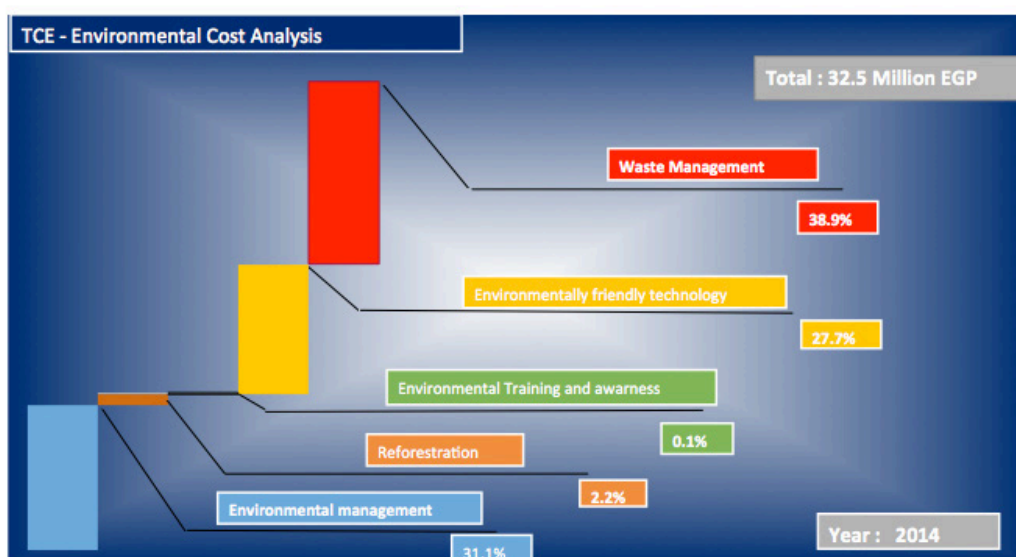 TCE - Environmental Cost Analysis
Total : 32.5 Million EGP
Waste Management
38.9%
Environmentally friendly technology
27.7%
Environmental Training and awarness
0.1%
Reforestration
2.2%
Environmental management
31.1%
Year : 2014